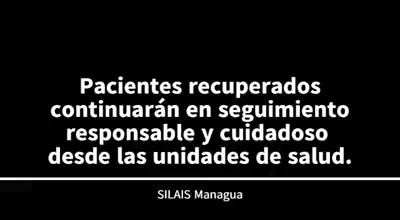 Pacientes recuperados
continuarán en seguimiento
responsable y cuidadoso
desde las unidades de salud.
SILAIS Managua